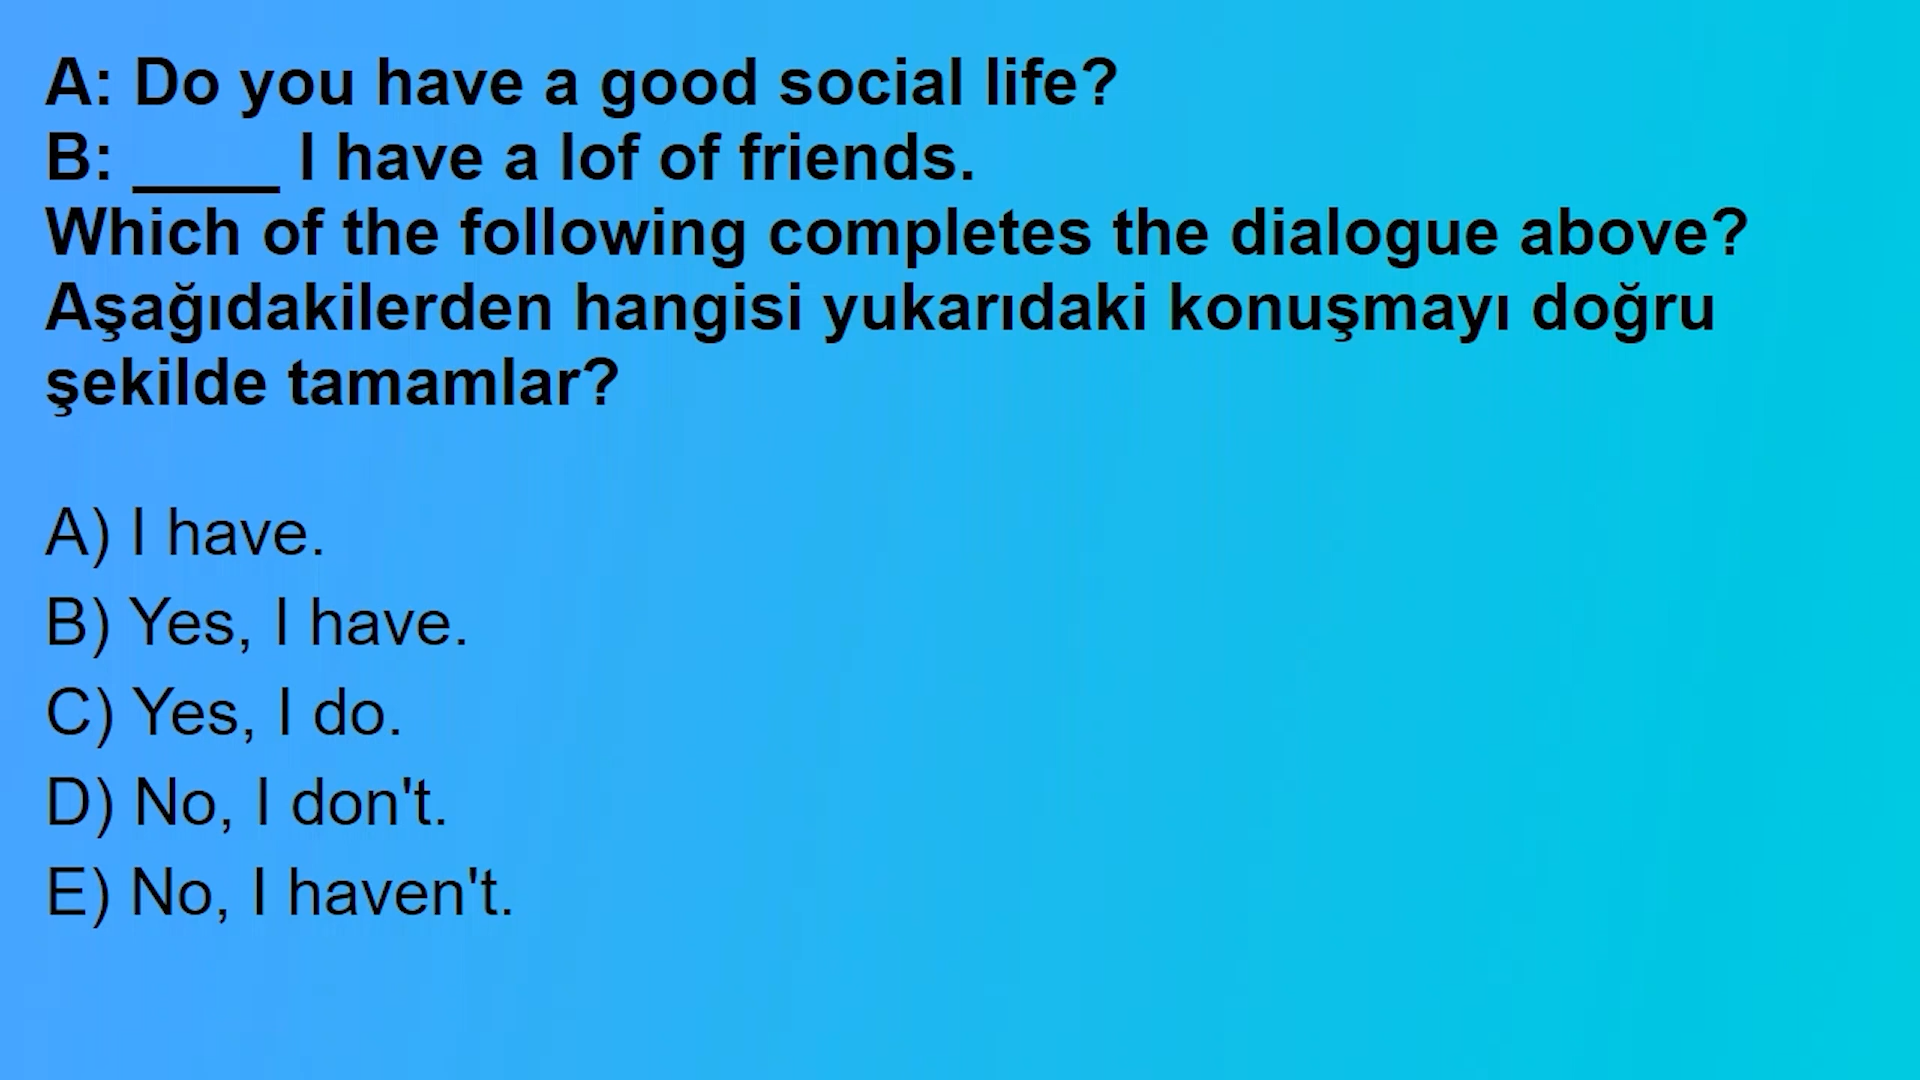 A: Do you have a good social life?
B: ____ I have a lof of friends.
Which of the following completes the dialogue above?
Aşağıdakilerden hangisi yukarıdaki konuşmayı doğru
şekilde tamamlar?
A) I have.
B) Yes, I have.
C) Yes, I do.
D) No, I don't.
E) No, I haven't.